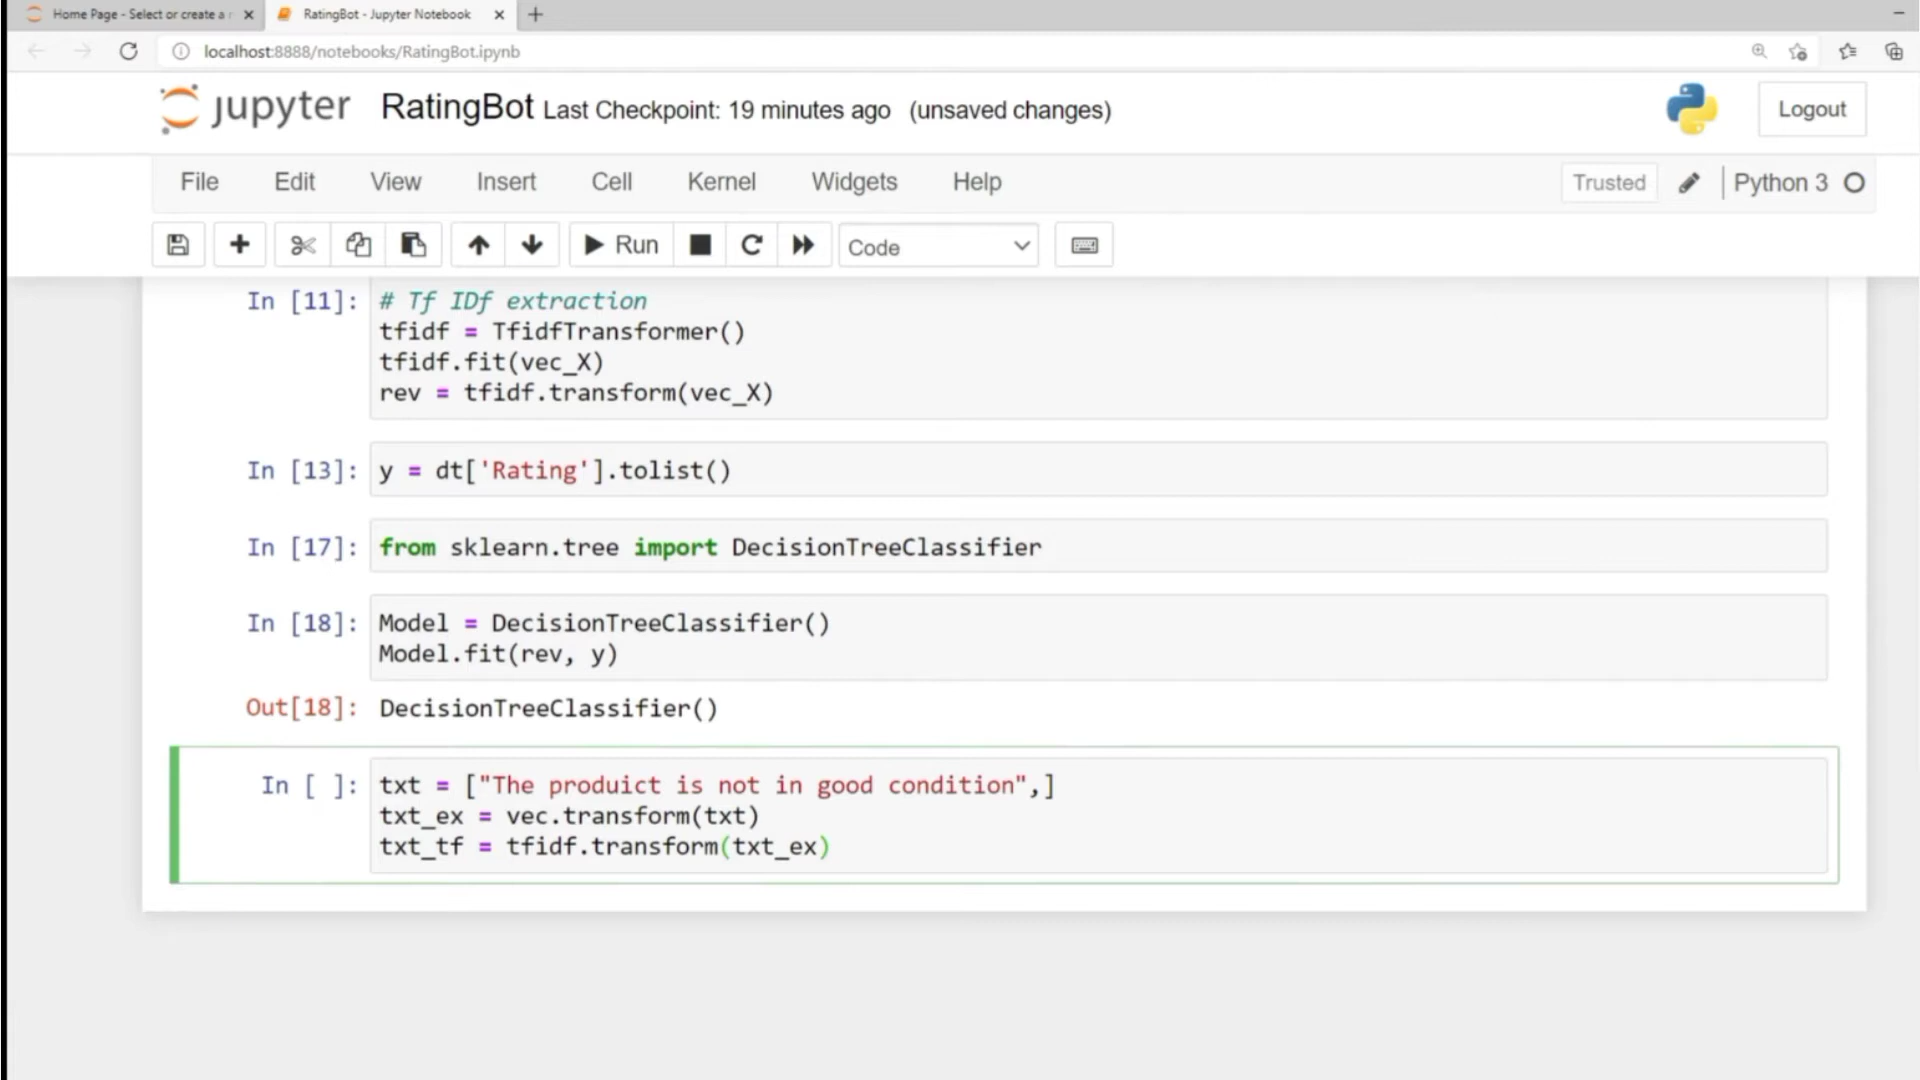 Home Page - Select or create a
RatingBot - Jupyter Notebook
localhost:8888/notebooks/RatingBot.ipynb
jupyter RatingBot Last Checkpoint: 19 minutes ago (unsaved changes) Logout
File Edit View Insert Cell Kernel Widgets Help Trusted Python 3
Run Code
In [11]: # Tf IDf extraction
tfidf = TfidfTransformer()
tfidf.fit(vec_X)
rev = tfidf.transform(vec_X)
In [13]: y = dt['Rating'].tolist()
In [17]: from sklearn.tree import DecisionTreeClassifier
In [18]: Model = DecisionTreeClassifier()
Model.fit(rev, y)
Out[18]: DecisionTreeClassifier()
In [ ]: txt = ["The produict is not in good condition",]
txt_ex = vec.transform(txt)
txt_tf = tfidf.transform(txt_ex)